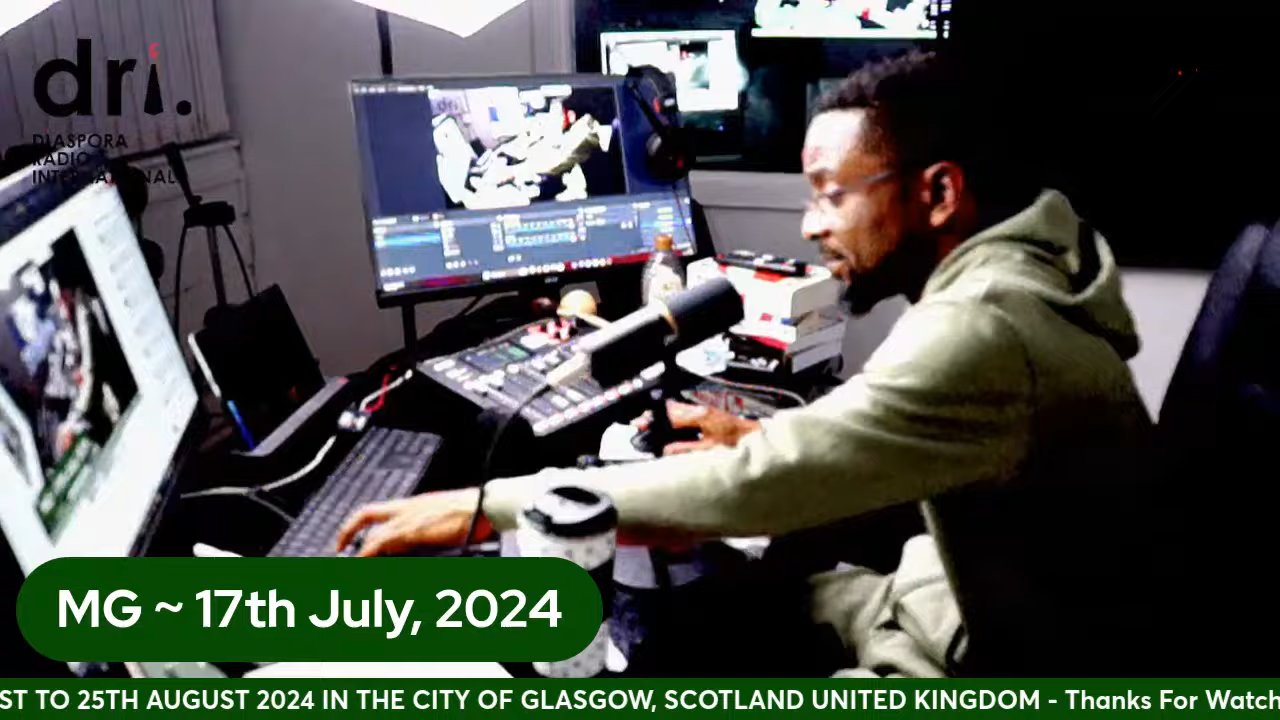 dri.
DIASPORA
RADIO
INTERNATIONAL
MG ~ 17th July, 2024
ST TO 25TH AUGUST 2024 IN THE CITY OF GLASGOW, SCOTLAND UNITED KINGDOM - Thanks For Watch